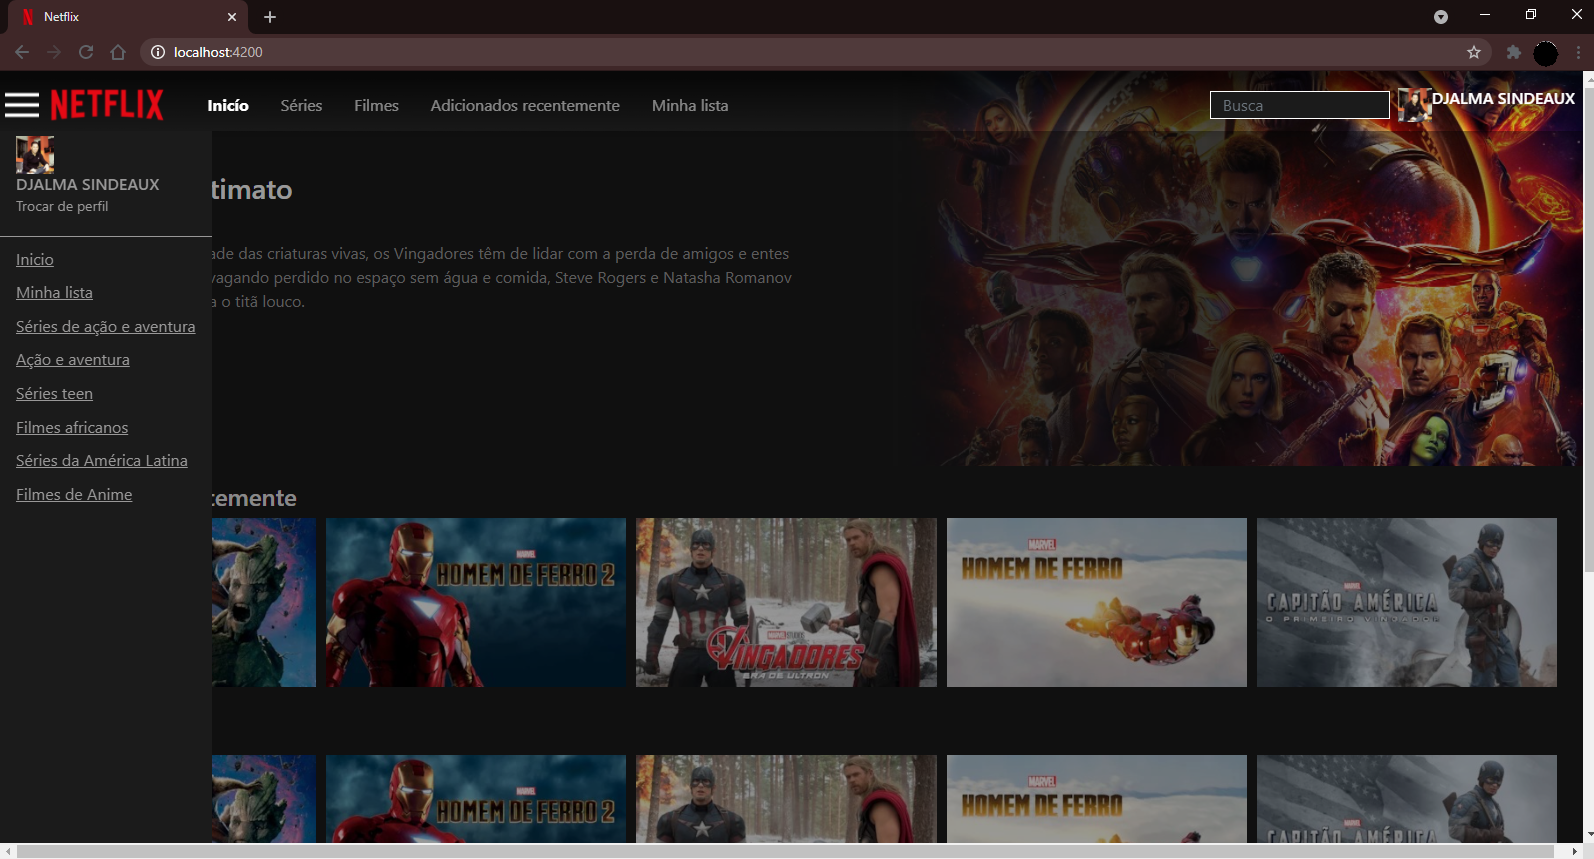 Netflix
localhost:4200
NETFLIX
Inicío
Séries
Filmes
Adicionados recentemente
Minha lista
Busca
DJALMA SINDEAUX
DJALMA SINDEAUX
Trocar de perfil
timato
ade das criaturas vivas, os Vingadores têm de lidar com a perda de amigos e entes
vagando perdido no espaço sem água e comida, Steve Rogers e Natasha Romanov
a o titã louco.
Inicio
Minha lista
Séries de ação e aventura
Ação e aventura
Séries teen
Filmes africanos
Séries da América Latina
Filmes de Anime
temente
MARVEL
HOMEM DE FERRO 2
MARVEL STUDIOS
VINGADORES
ERA DE ULTRON
MARVEL
HOMEM DE FERRO
MARVEL
CAPITÃO AMÉRICA
O PRIMEIRO VINGADOR
MARVEL
HOMEM DE FERRO 2
MARVEL
HOMEM DE FERRO
MARVEL
CAPITÃO AMÉRICA